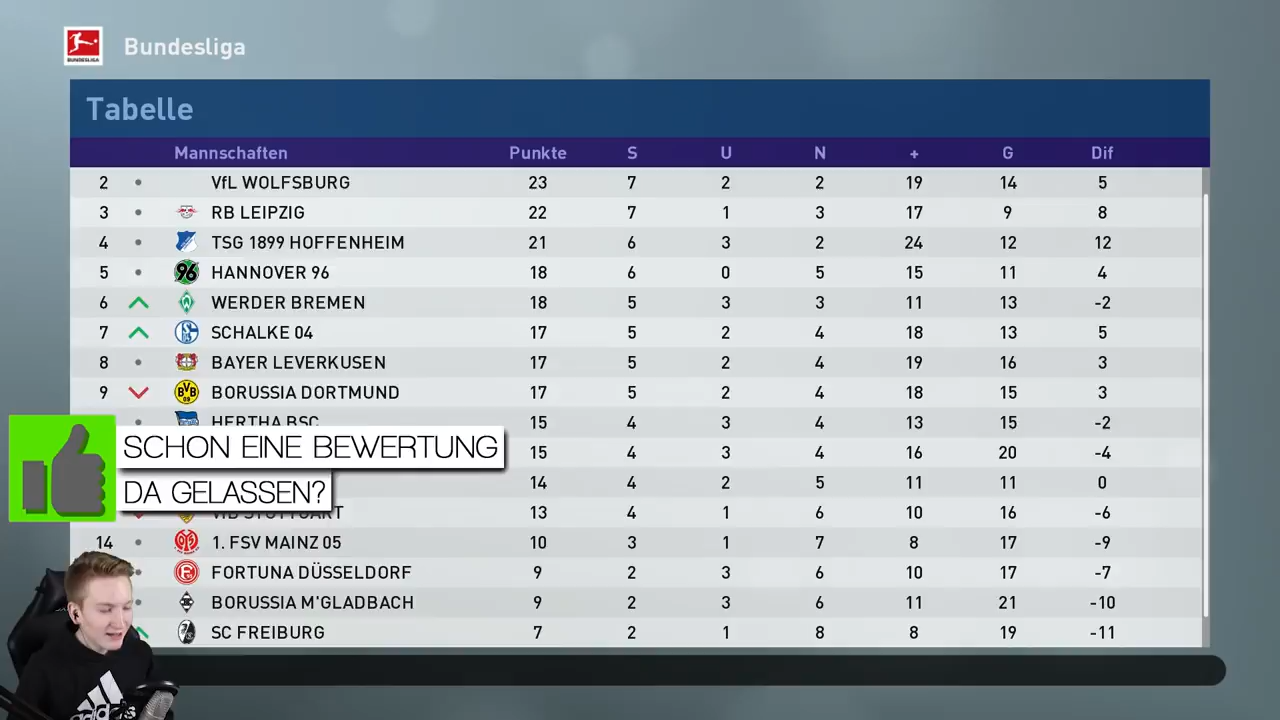 Bundesliga
Tabelle
Mannschaften Punkte S U N + G Dif
2 VfL WOLFSBURG 23 7 2 2 19 14 5
3 RB LEIPZIG 22 7 1 3 17 9 8
4 TSG 1899 HOFFENHEIM 21 6 3 2 24 12 12
5 HANNOVER 96 18 6 0 5 15 11 4
6 WERDER BREMEN 18 5 3 3 11 13 -2
7 SCHALKE 04 17 5 2 4 18 13 5
8 BAYER LEVERKUSEN 17 5 2 4 19 16 3
9 BORUSSIA DORTMUND 17 5 2 4 18 15 3
HERTHA BSC 15 4 3 4 13 15 -2
15 4 3 4 16 20 -4
14 4 2 5 11 11 0
VfB STUTTGART 13 4 1 6 10 16 -6
14 1. FSV MAINZ 05 10 3 1 7 8 17 -9
FORTUNA DÜSSELDORF 9 2 3 6 10 17 -7
BORUSSIA M'GLADBACH 9 2 3 6 11 21 -10
SC FREIBURG 7 2 1 8 8 19 -11
SCHON EINE BEWERTUNG
DA GELASSEN?
adidas